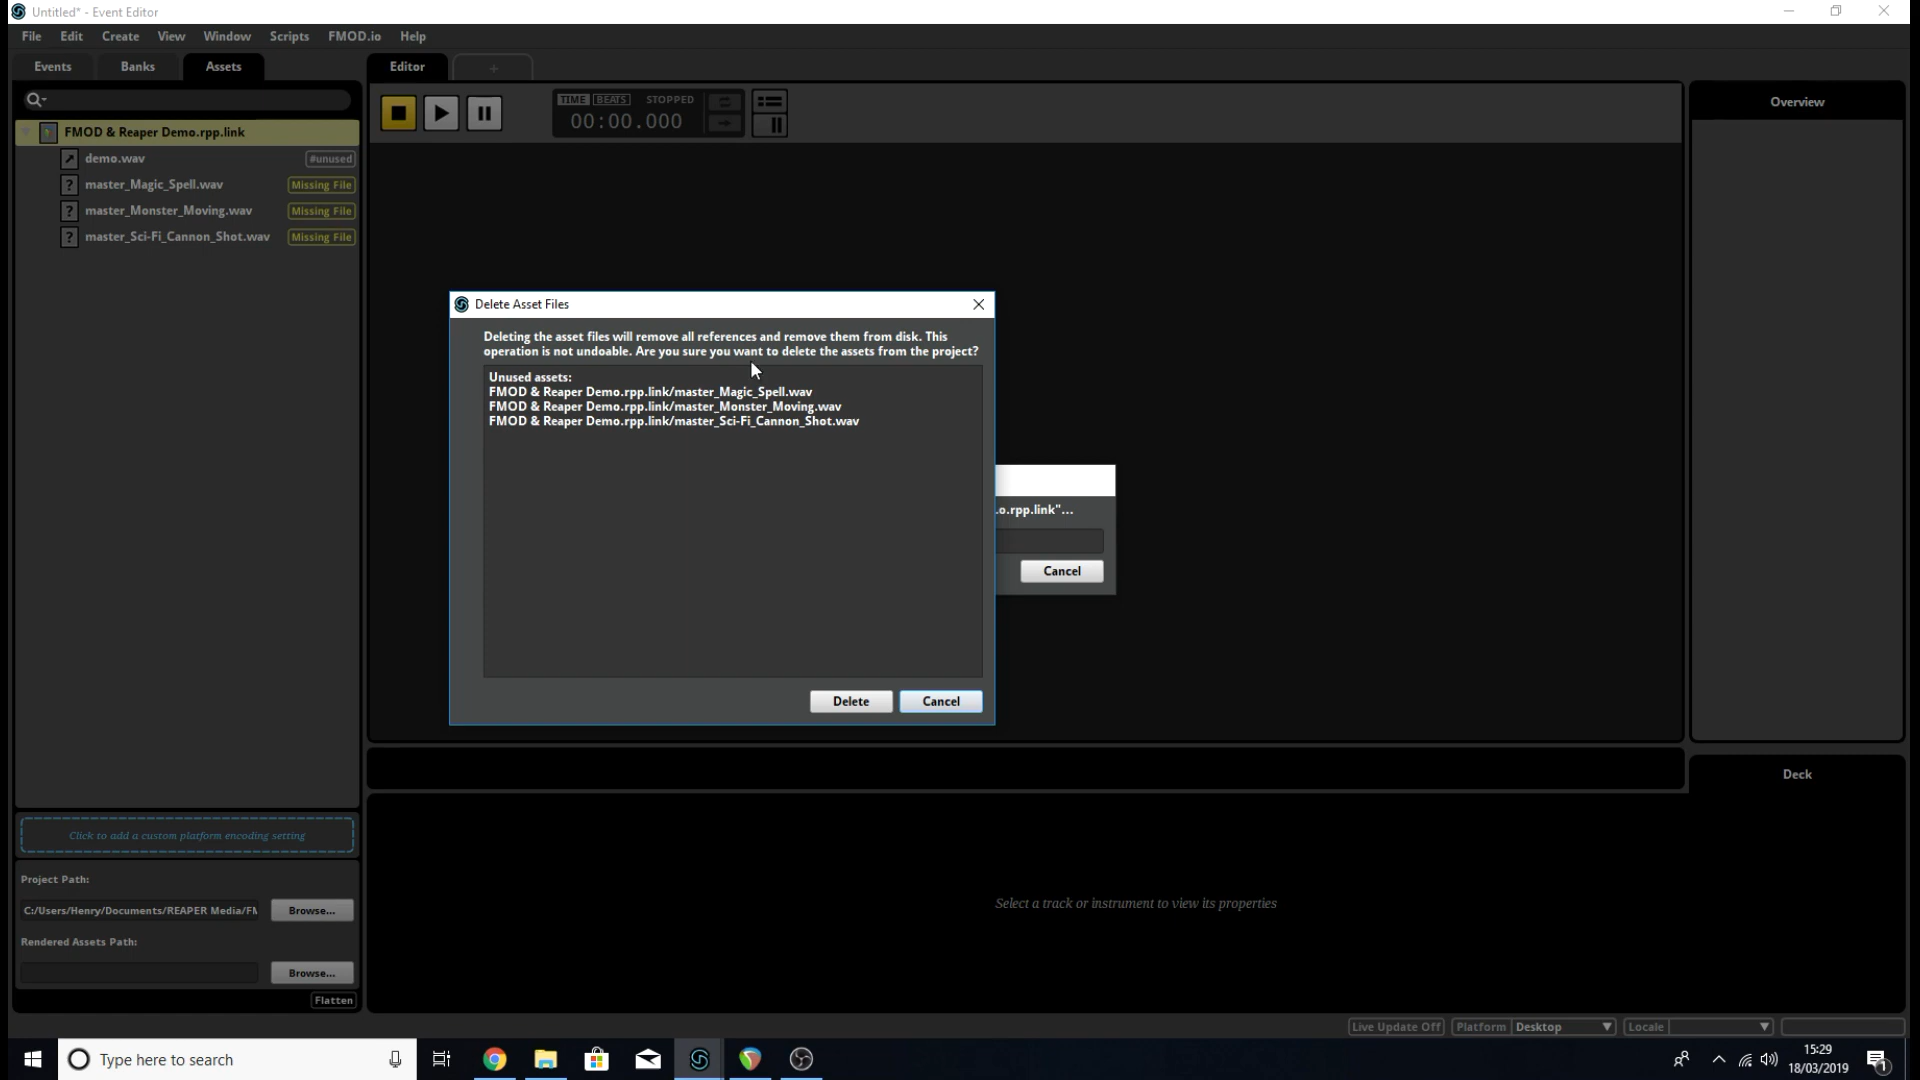 Untitled* - Event Editor
File Edit Create View Window Scripts FMOD.io Help
Events Banks Assets Editor +
TIME BEATS STOPPED
00:00.000
Overview
FMOD & Reaper Demo.rpp.link
demo.wav #unused
? master_Magic_Spell.wav Missing File
? master_Monster_Moving.wav Missing File
? master_Sci-Fi_Cannon_Shot.wav Missing File
Delete Asset Files
Deleting the asset files will remove all references and remove them from disk. This
operation is not undoable. Are you sure you want to delete the assets from the project?
Unused assets:
FMOD & Reaper Demo.rpp.link/master_Magic_Spell.wav
FMOD & Reaper Demo.rpp.link/master_Monster_Moving.wav
FMOD & Reaper Demo.rpp.link/master_Sci-Fi_Cannon_Shot.wav
Delete Cancel
.o.rpp.link"...
Cancel
Deck
Click to add a custom platform encoding setting
Project Path:
C:/Users/Henry/Documents/REAPER Media/FM Browse...
Rendered Assets Path:
Browse...
Flatten
Select a track or instrument to view its properties
Live Update Off Platform Desktop Locale
Type here to search
15:29
18/03/2019
1